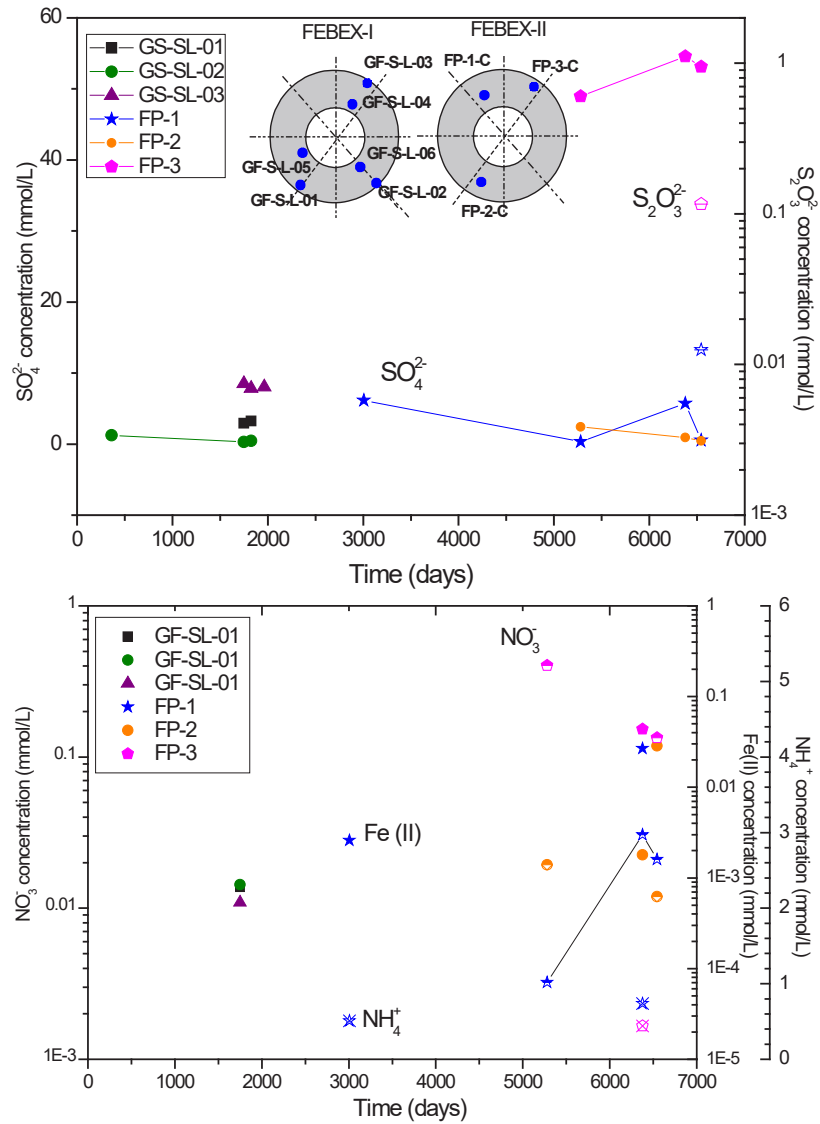 FEBEX-I
FEBEX-II
GS-SL-01
GS-SL-02
GS-SL-03
FP-1
FP-2
FP-3
GF-S-L-03
GF-S-L-04
GF-S-L-06
GF-S-L-05
GF-S-L-01
GF-S-L-02
FP-1-C
FP-3-C
FP-2-C
60
40
20
0
SO₄²⁻ concentration (mmol/L)
SO₄²⁻
S₂O₃²⁻
1
0.1
0.01
1E-3
S₂O₃²⁻ concentration (mmol/L)
0 1000 2000 3000 4000 5000 6000 7000
Time (days)
GF-SL-01
GF-SL-01
GF-SL-01
FP-1
FP-2
FP-3
NO₃⁻
Fe (II)
NH₄⁺
1
0.1
0.01
1E-3
NO₃⁻ concentration (mmol/L)
1
0.1
0.01
1E-3
1E-4
1E-5
Fe(II) concentration (mmol/L)
6
5
4
3
2
1
0
NH₄⁺ concentration (mmol/L)
0 1000 2000 3000 4000 5000 6000 7000
Time (days)